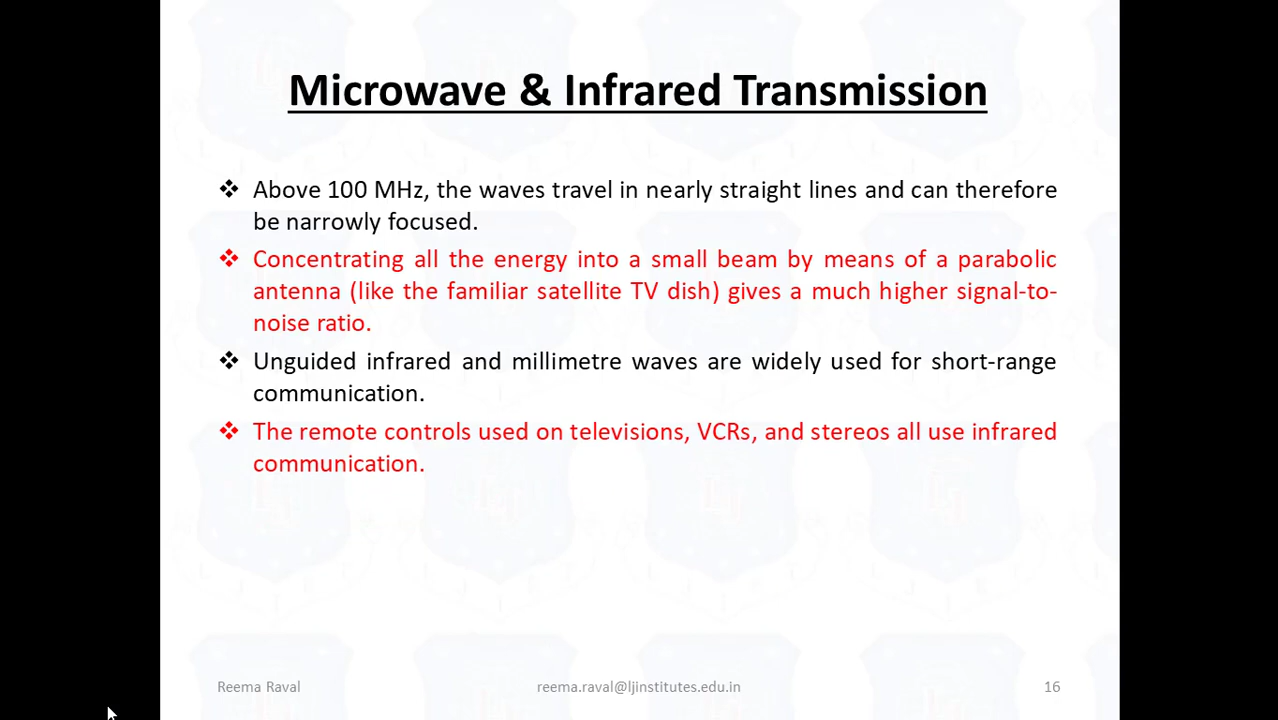 Microwave & Infrared Transmission
❖ Above 100 MHz, the waves travel in nearly straight lines and can therefore
be narrowly focused.
❖ Concentrating all the energy into a small beam by means of a parabolic
antenna (like the familiar satellite TV dish) gives a much higher signal-to-
noise ratio.
❖ Unguided infrared and millimetre waves are widely used for short-range
communication.
❖ The remote controls used on televisions, VCRs, and stereos all use infrared
communication.
Reema Raval
reema.raval@ljinstitutes.edu.in
16